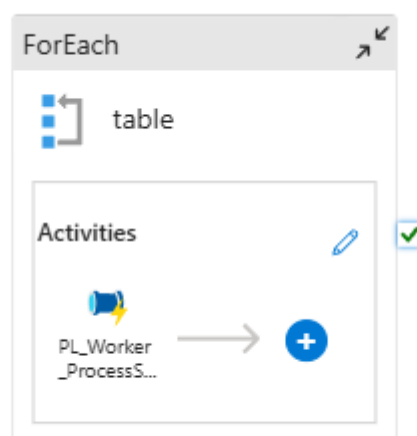 ForEach
table
Activities
PL_Worker
_ProcessS...